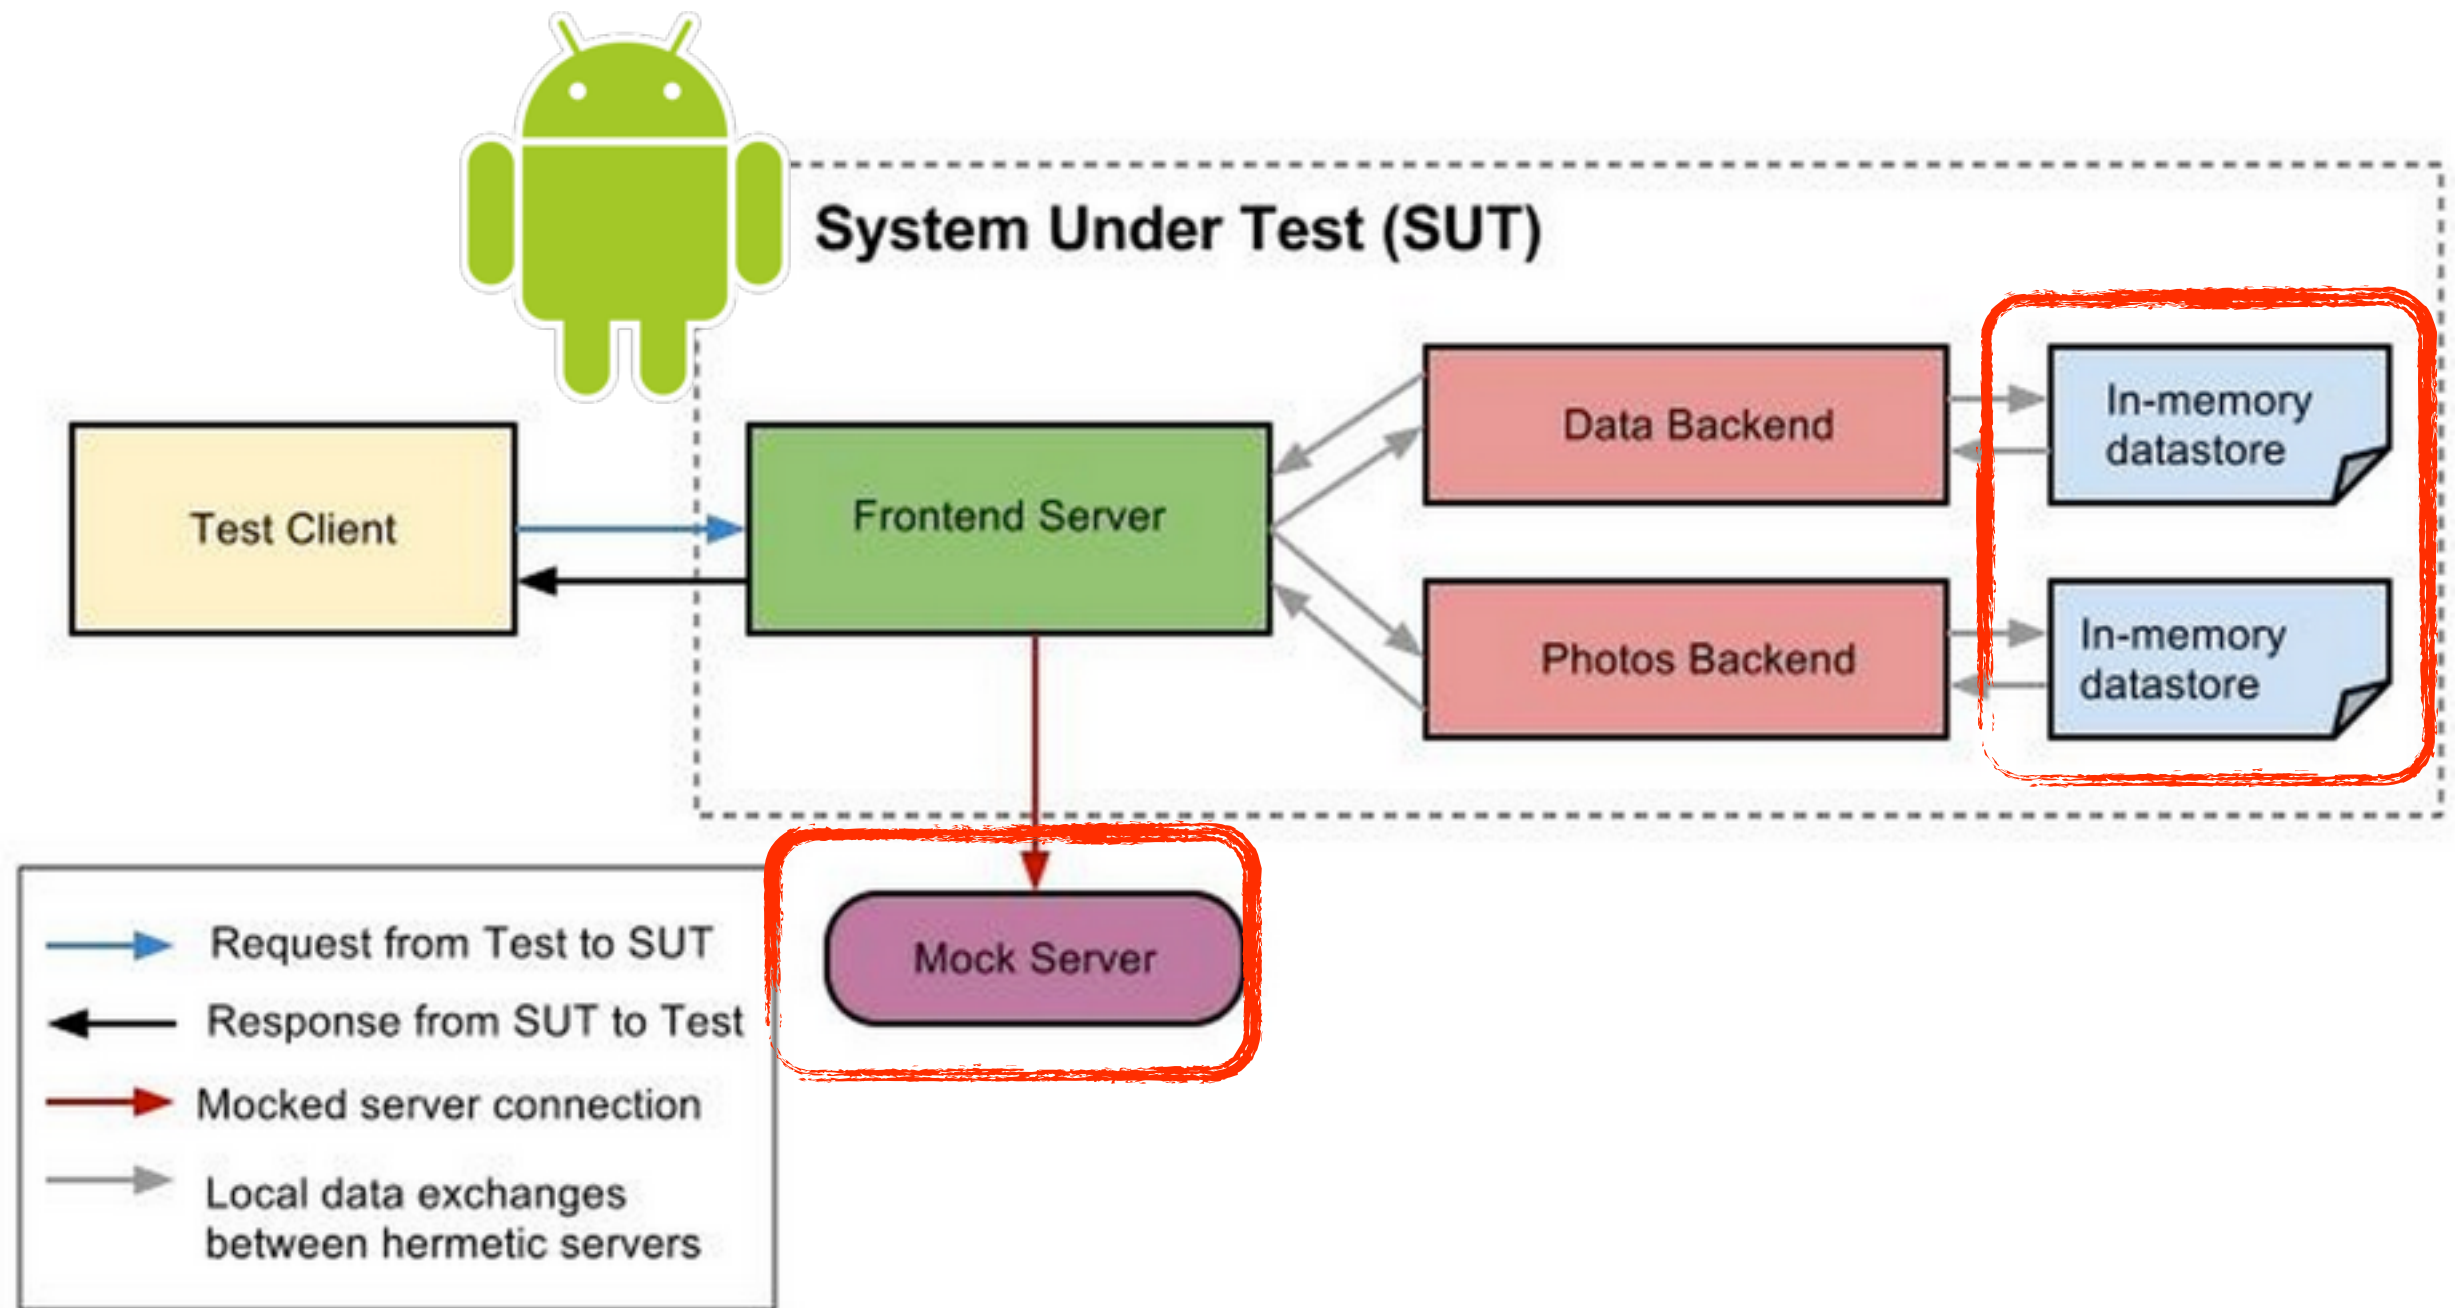 System Under Test (SUT)
Test Client
Frontend Server
Data Backend
In-memory
datastore
Photos Backend
In-memory
datastore
Mock Server
Request from Test to SUT
Response from SUT to Test
Mocked server connection
Local data exchanges
between hermetic servers